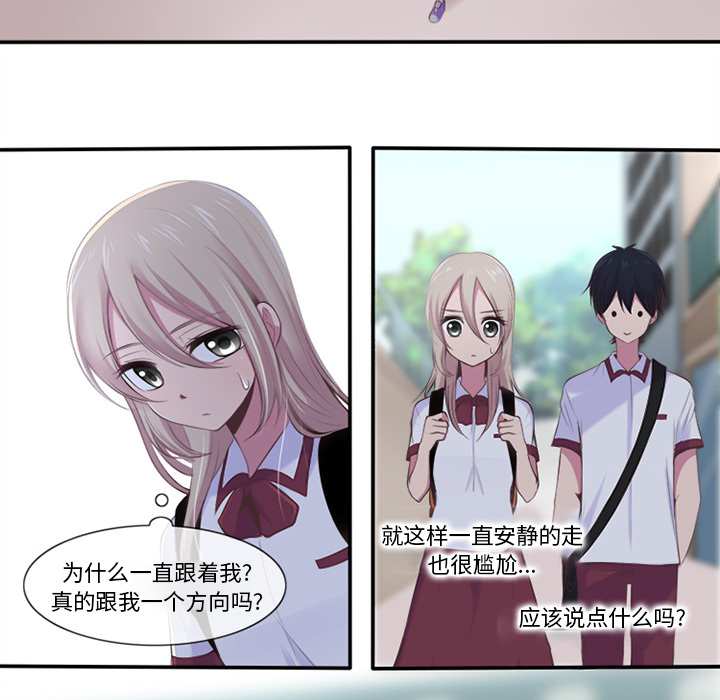 为什么一直跟着我?
真的跟我一个方向吗?
就这样一直安静的走
也很尴尬...
应该说点什么吗?